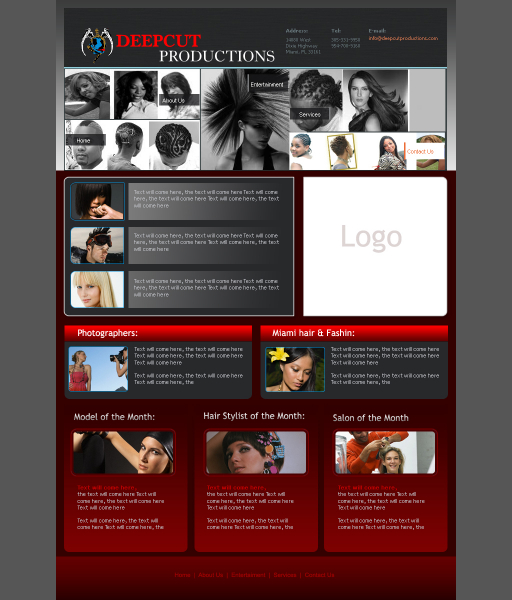 DEEPCUT
PRODUCTIONS
Address:
14800 West
Dixie Highway
Miami, FL 33181
Tel:
E-mail:
info@deepcutproductions.com
Entertainment
About Us
Services
Home
Contact Us
Text will come here, the text will come here Text will come
here, the text will come here Text will come here, the text
will come here
Logo
Text will come here, the text will come here Text will come
here, the text will come here Text will come here, the text
will come here
Text will come here, the text will come here Text will come
here, the text will come here Text will come here, the text
will come here
Photographers:
Text will come here, the text will come here
Text will come here, the text will come here
Text will come here
Text will come here, the text will come here
Text will come here, the
Miami hair & Fashin:
Text will come here, the text will come here
Text will come here, the text will come here
Text will come here
Text will come here, the text will come here
Text will come here, the
Model of the Month:
Text will come here,
the text will come here Text will
come here, the text will come here
Text will come here
Text will come here, the text will
come here Text will come here, the
Hair Stylist of the Month:
Text will come here,
the text will come here Text will
come here, the text will come here
Text will come here
Text will come here, the text will
come here Text will come here, the
Salon of the Month
Text will come here,
the text will come here Text will
come here, the text will come here
Text will come here
Text will come here, the text will
come here Text will come here, the
Home | About Us | Entertainment | Services | Contact Us